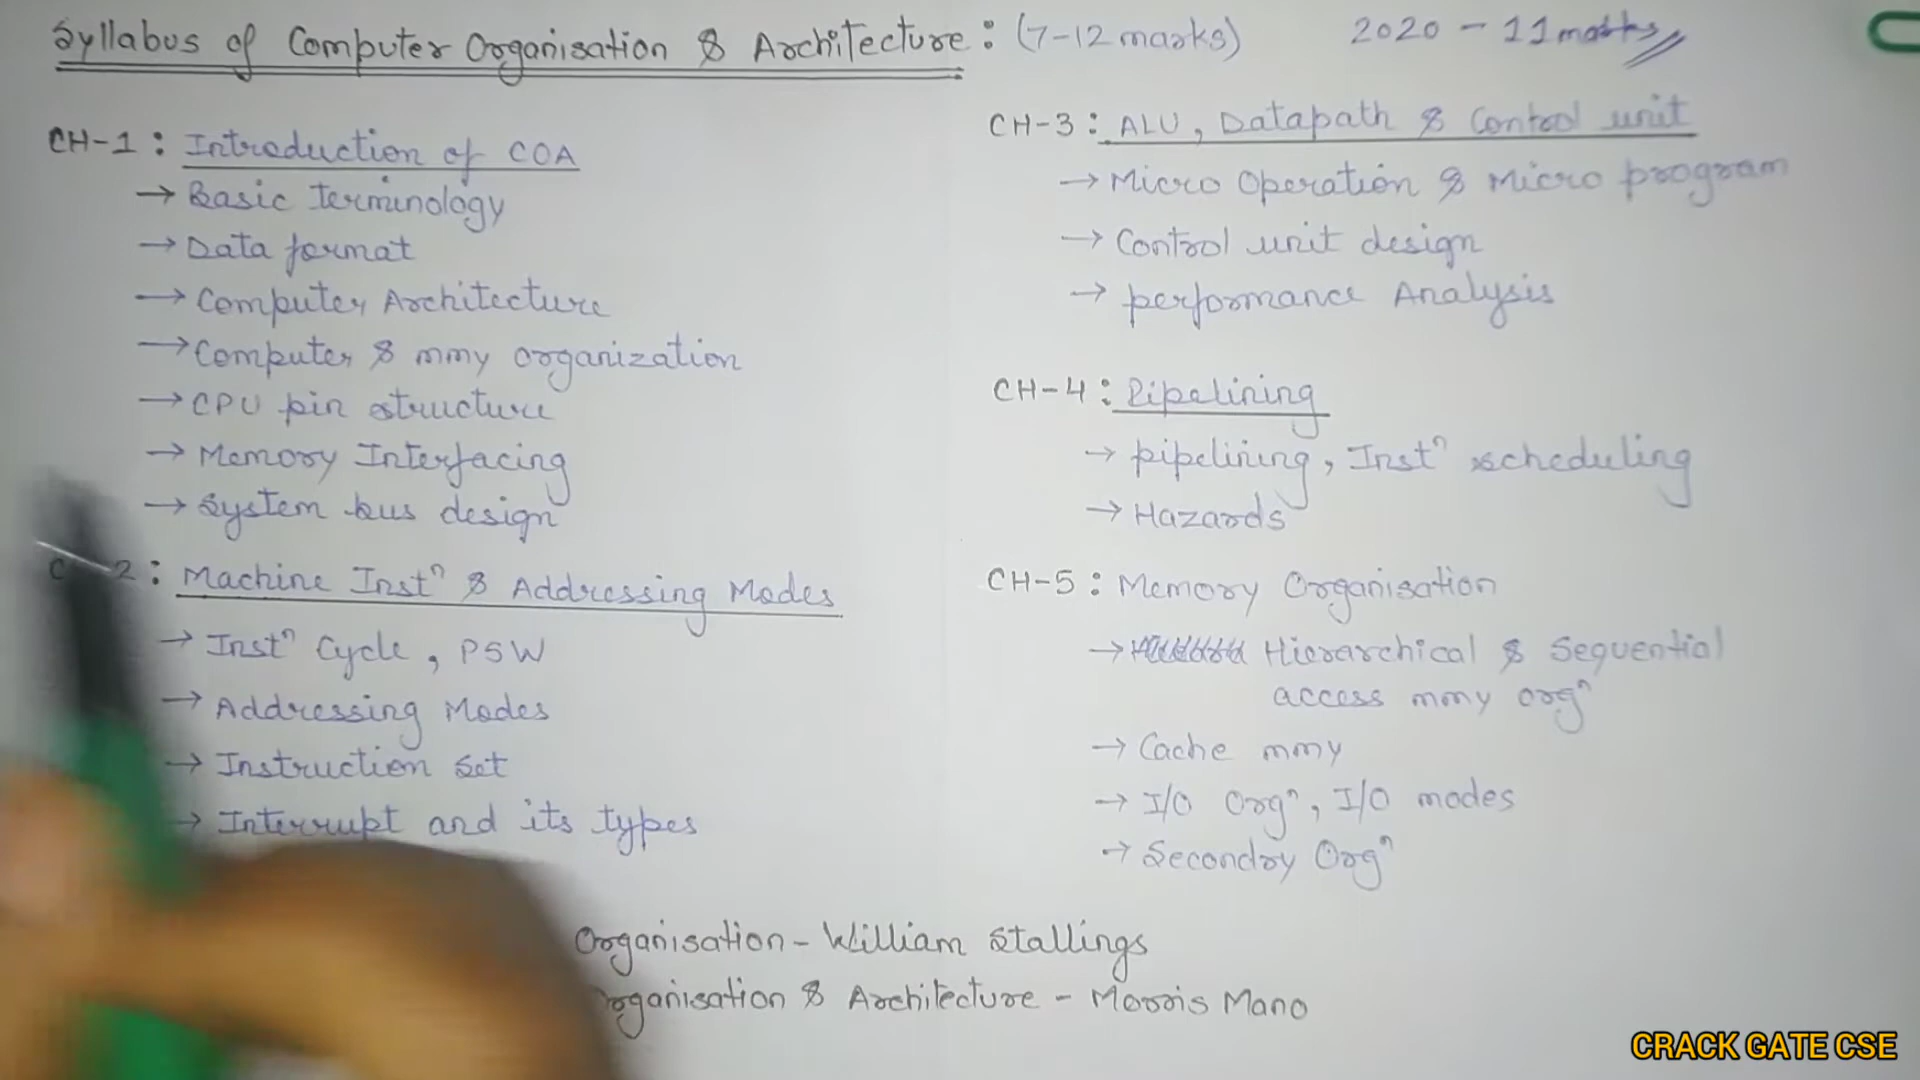 Syllabus of Computer Organisation & Architecture : (7-12 marks) 2020 - 11 marks
CH-1 : Introduction of COA
→ Basic terminology
→ Data format
→ Computer Architecture
→ Computer & mmy organization
→ CPU pin structure
→ Memory Interfacing
→ System bus design
2 : Machine Instⁿ & Addressing Modes
→ Instⁿ Cycle, PSW
→ Addressing Modes
→ Instruction set
→ Interrupt and its types
CH-3 : ALU, Datapath & Control unit
→ Micro Operation & Micro program
→ Control unit design
→ performance Analysis
CH-4 : Pipelining
→ pipelining, Instⁿ scheduling
→ Hazards
CH-5 : Memory Organisation
→ Hierarchical & Sequential
access mmy orgⁿ
→ Cache mmy
→ I/O Orgⁿ, I/O modes
→ Secondry Orgⁿ
Organisation - William Stallings
Organisation & Architecture - Morris Mano
CRACK GATE CSE